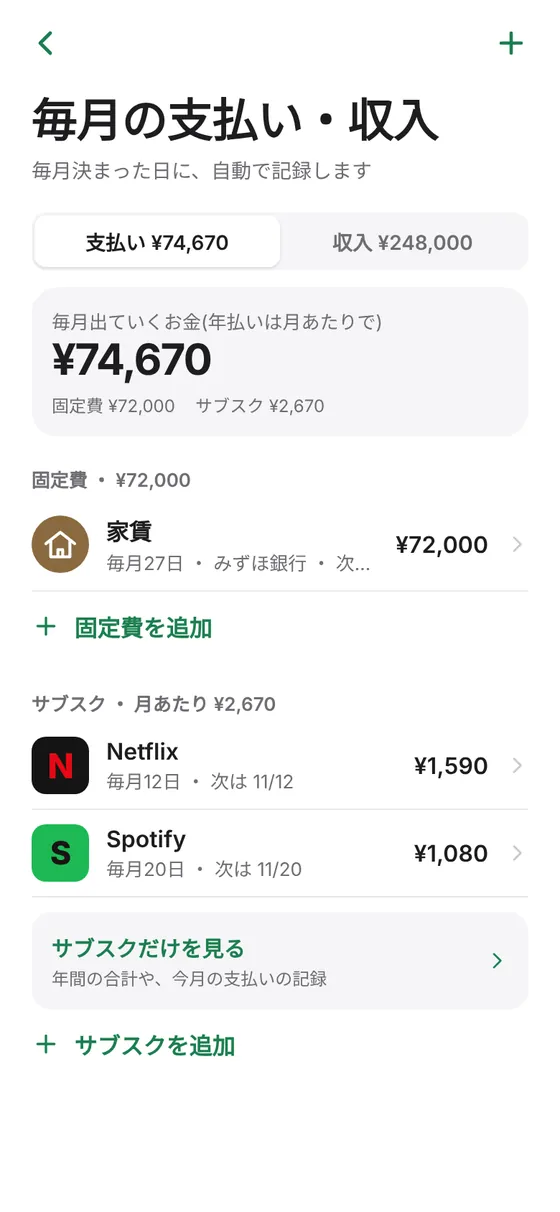 毎月の支払い・収入
毎月決まった日に、自動で記録します
支払い ¥74,670
収入 ¥248,000
毎月出ていくお金(年払いは月あたりで)
¥74,670
固定費 ¥72,000 サブスク ¥2,670
固定費 ・ ¥72,000
家賃
毎月27日 ・ みずほ銀行 ・ 次...
¥72,000
+ 固定費を追加
サブスク ・ 月あたり ¥2,670
N
Netflix
毎月12日 ・ 次は 11/12
¥1,590
S
Spotify
毎月20日 ・ 次は 11/20
¥1,080
サブスクだけを見る
年間の合計や、今月の支払いの記録
+ サブスクを追加